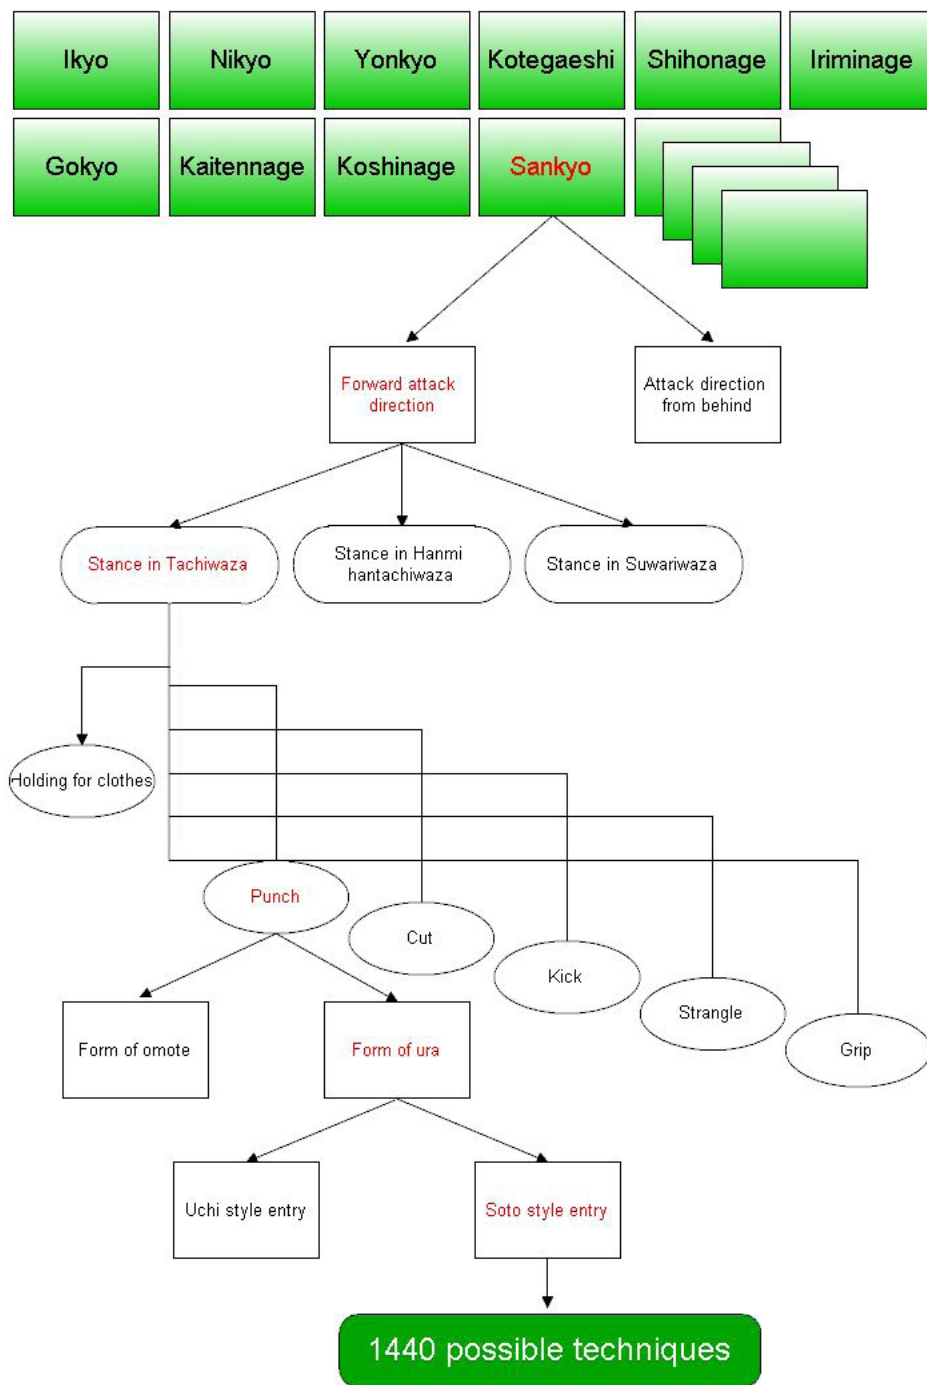 Ikyo
Nikyo
Yonkyo
Kotegaeshi
Shihonage
Iriminage
Gokyo
Kaitennage
Koshinage
Sankyo
Forward attack
direction
Attack direction
from behind
Stance in Tachiwaza
Stance in Hanmi
hantachiwaza
Stance in Suwariwaza
Holding for clothes
Punch
Cut
Kick
Strangle
Grip
Form of omote
Form of ura
Uchi style entry
Soto style entry
1440 possible techniques